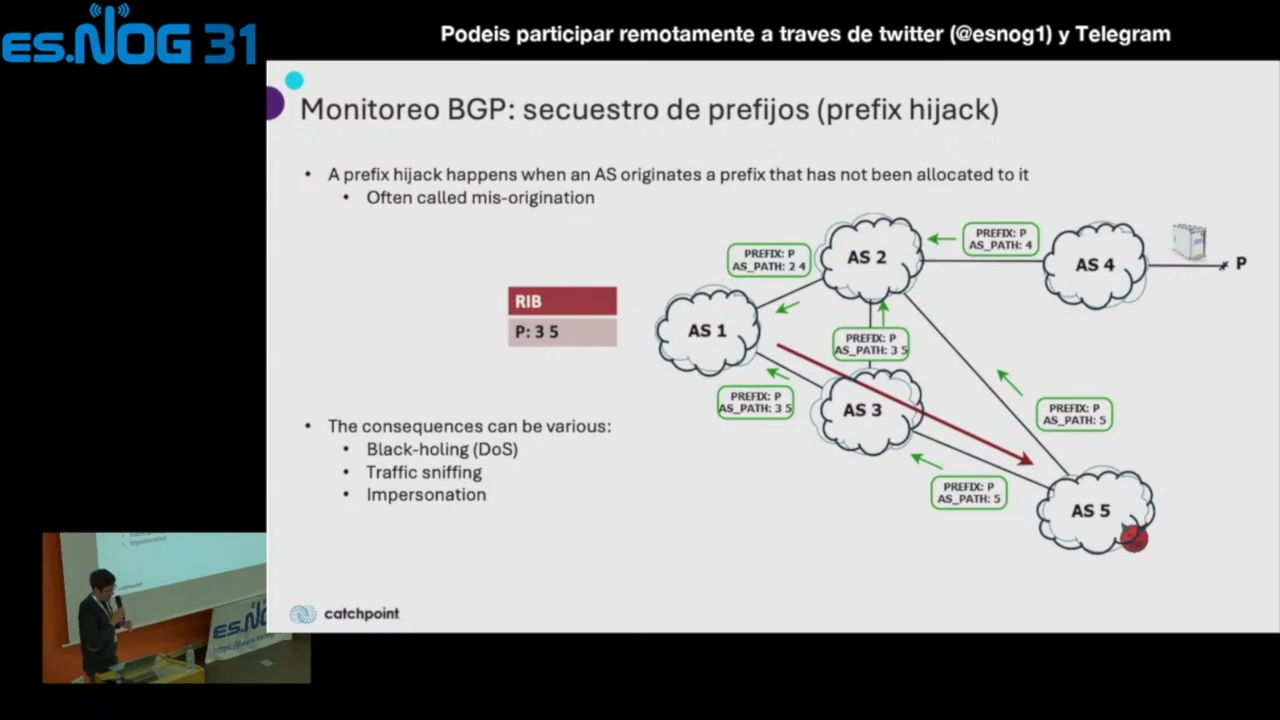 es.NOG 31
Podeis participar remotamente a traves de twitter (@esnog1) y Telegram
Monitoreo BGP: secuestro de prefijos (prefix hijack)
• A prefix hijack happens when an AS originates a prefix that has not been allocated to it
• Often called mis-origination
RIB
P: 3 5
PREFIX: P
AS_PATH: 2 4
AS 2
PREFIX: P
AS_PATH: 4
AS 4
P
AS 1
PREFIX: P
AS_PATH: 3 5
PREFIX: P
AS_PATH: 3 5
AS 3
PREFIX: P
AS_PATH: 5
PREFIX: P
AS_PATH: 5
AS 5
• The consequences can be various:
• Black-holing (DoS)
• Traffic sniffing
• Impersonation
catchpoint
ES.NO